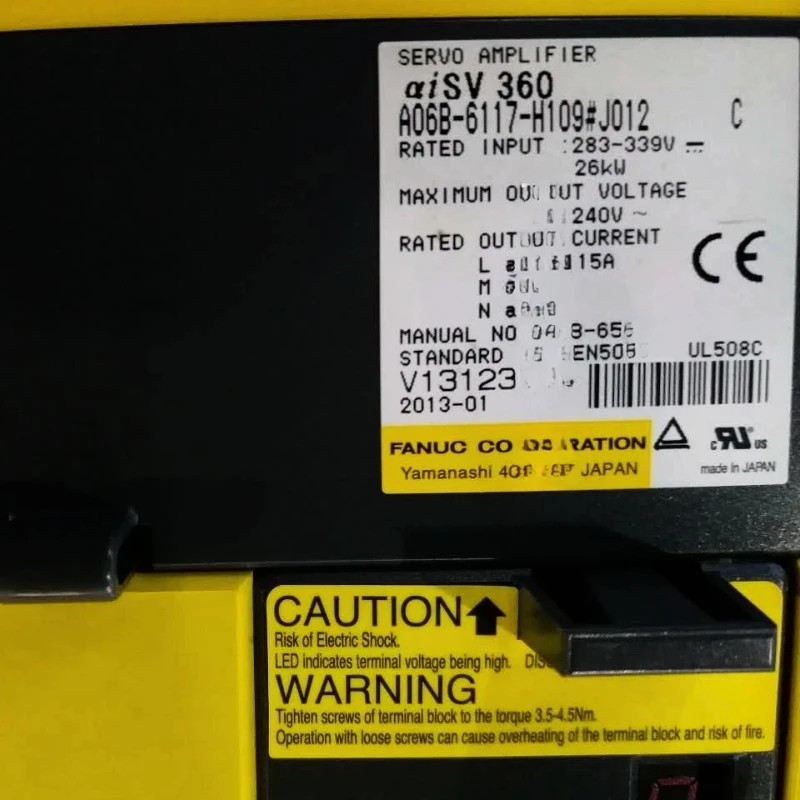 SERVO AMPLIFIER
αiSV 360
A06B-6117-H109#J012 C
RATED INPUT :283-339V ⎓
26kW
MAXIMUM VOLTAGE
240V ~
RATED CURRENT
L 15A
M
N
CE
MANUAL NO
STANDARD UL508C
2013-01
FANUC
Yamanashi JAPAN
c RU US
made in JAPAN
CAUTION
Risk of Electric Shock.
LED indicates terminal voltage being high.
WARNING
Tighten screws of terminal block to the torque 3.5-4.5Nm.
Operation with loose screws can cause overheating of the terminal block and risk of fire.